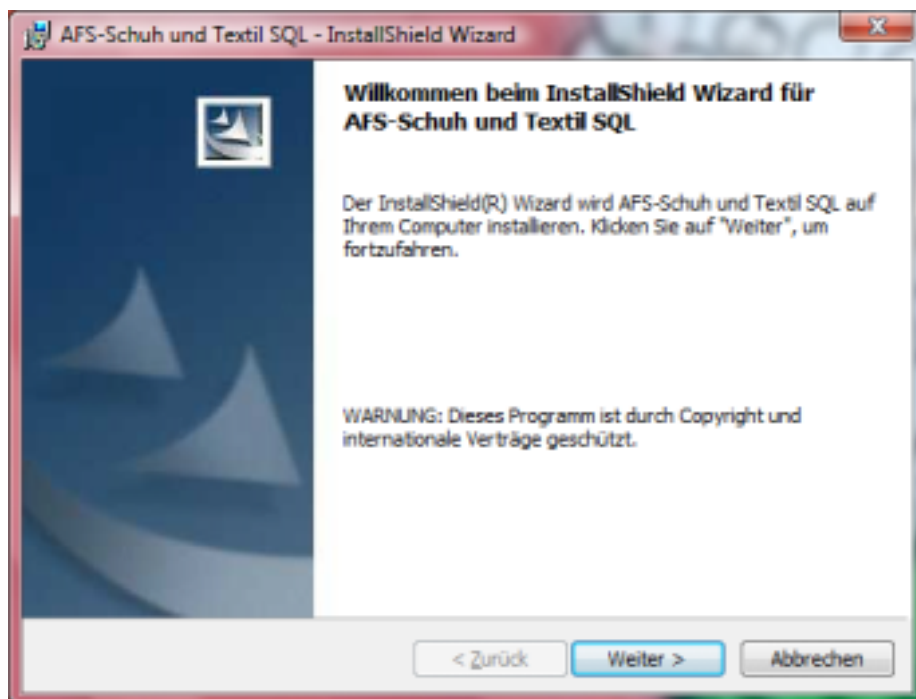 AFS-Schuh und Textil SQL - InstallShield Wizard
Willkommen beim InstallShield Wizard für
AFS-Schuh und Textil SQL
Der InstallShield(R) Wizard wird AFS-Schuh und Textil SQL auf
Ihrem Computer installieren. Klicken Sie auf "Weiter", um
fortzufahren.
WARNUNG: Dieses Programm ist durch Copyright und
internationale Verträge geschützt.
< Zurück
Weiter >
Abbrechen